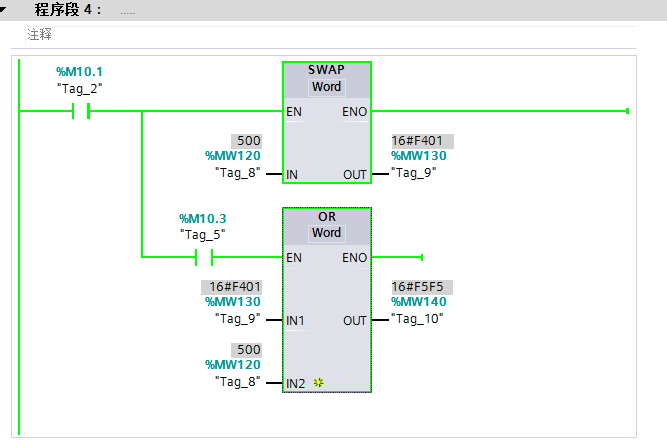 程序段 4： .....
注释
%M10.1
"Tag_2"
SWAP
Word
EN ENO
500
%MW120
"Tag_8" IN
16#F401
%MW130
OUT "Tag_9"
%M10.3
"Tag_5"
OR
Word
EN ENO
16#F401
%MW130
"Tag_9" IN1
16#F5F5
%MW140
OUT "Tag_10"
500
%MW120
"Tag_8" IN2